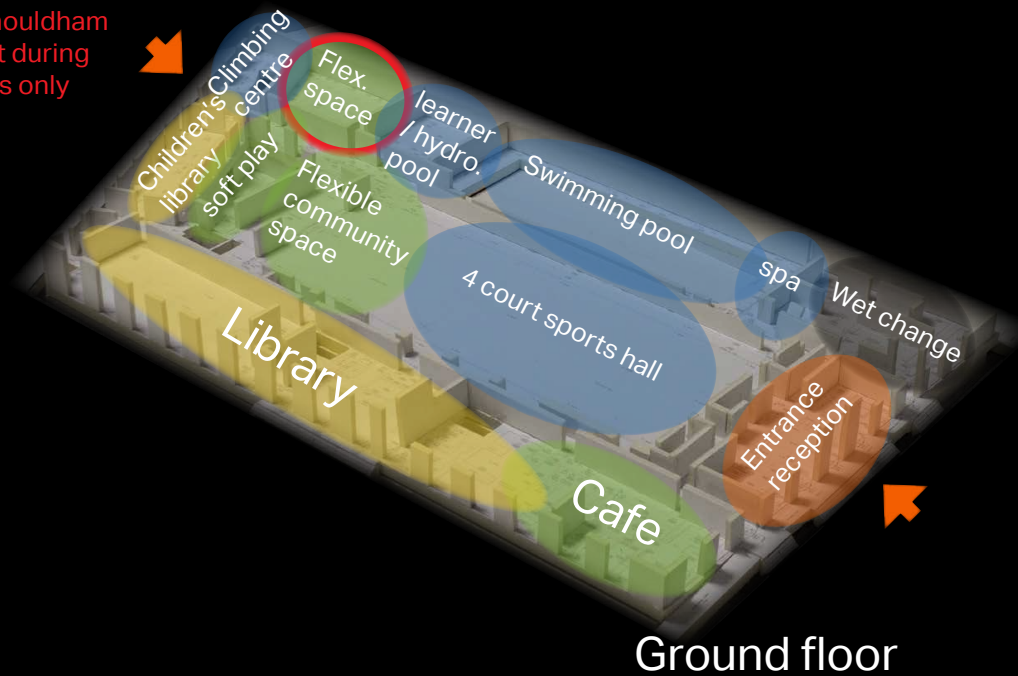 during
only
Climbing
centre
Children's
library
soft play
Flex.
space
learner
/ hydro.
pool
Flexible
community
space
Swimming pool
spa
Wet change
4 court sports hall
Library
Entrance
reception
Cafe
Ground floor